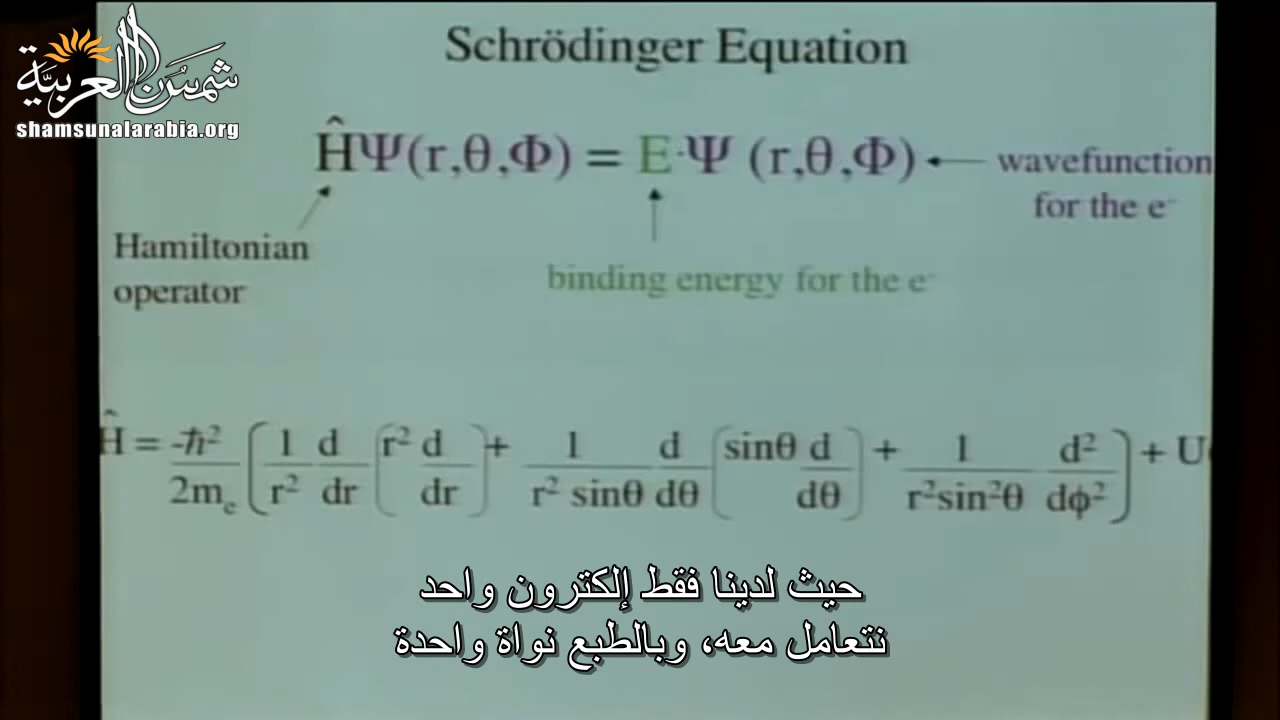 شمس العربية
shamsunalarabia.org
Schrödinger Equation
ĤΨ(r,θ,Φ) = E·Ψ (r,θ,Φ)
wavefunction
for the e⁻
Hamiltonian
operator
binding energy for the e⁻
Ĥ = -ħ²/2mₑ [1/r² d/dr (r² d/dr) + 1/r² sinθ d/dθ (sinθ d/dθ) + 1/r²sin²θ d²/dϕ²] + U
حيث لدينا فقط إلكترون واحد
نتعامل معه، وبالطبع نواة واحدة